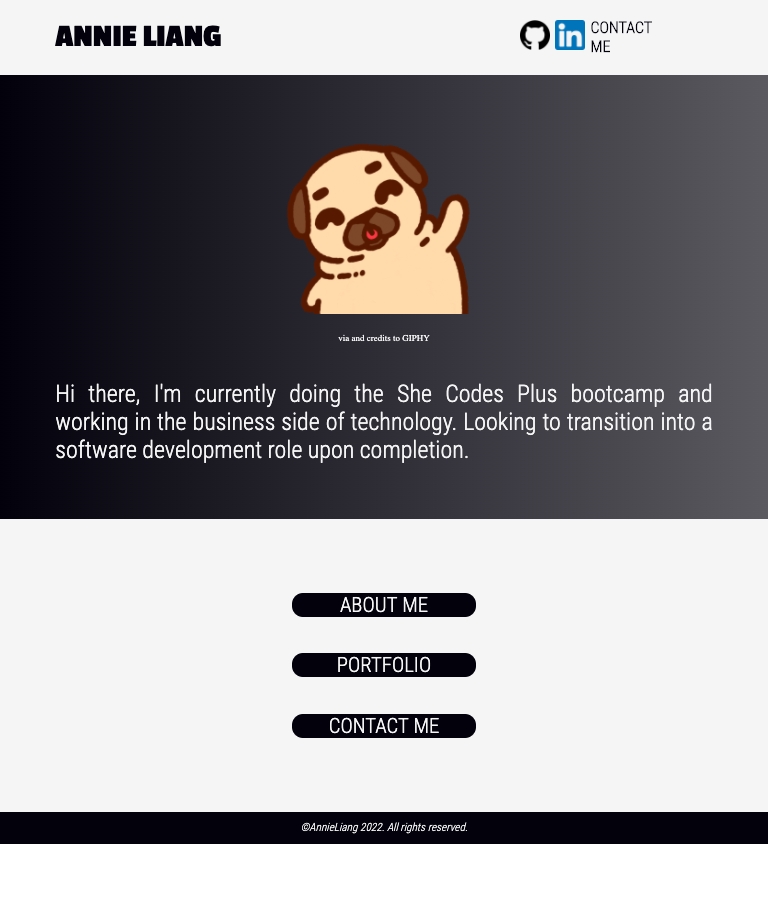 ANNIE LIANG
in
CONTACT
ME
via and credits to GIPHY
Hi there, I'm currently doing the She Codes Plus bootcamp and
working in the business side of technology. Looking to transition into a
software development role upon completion.
ABOUT ME
PORTFOLIO
CONTACT ME
©AnnieLiang 2022. All rights reserved.